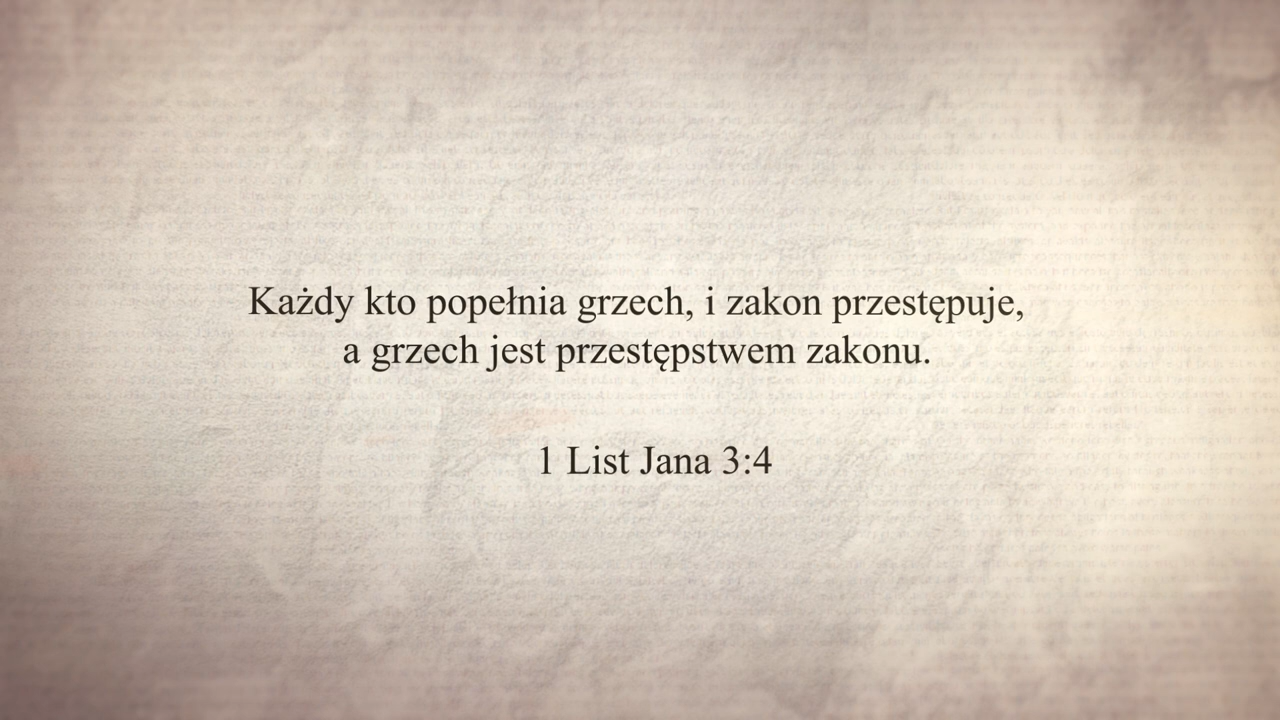 Każdy kto popełnia grzech, i zakon przestępuje,
a grzech jest przestępstwem zakonu.
1 List Jana 3:4